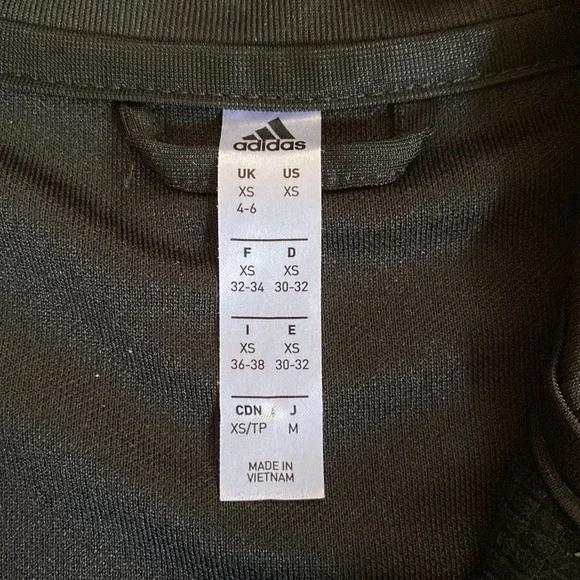 adidas
UK US
XS XS
4-6
F D
XS XS
32-34 30-32
I E
XS XS
36-38 30-32
CDN J
XS/TP M
MADE IN
VIETNAM